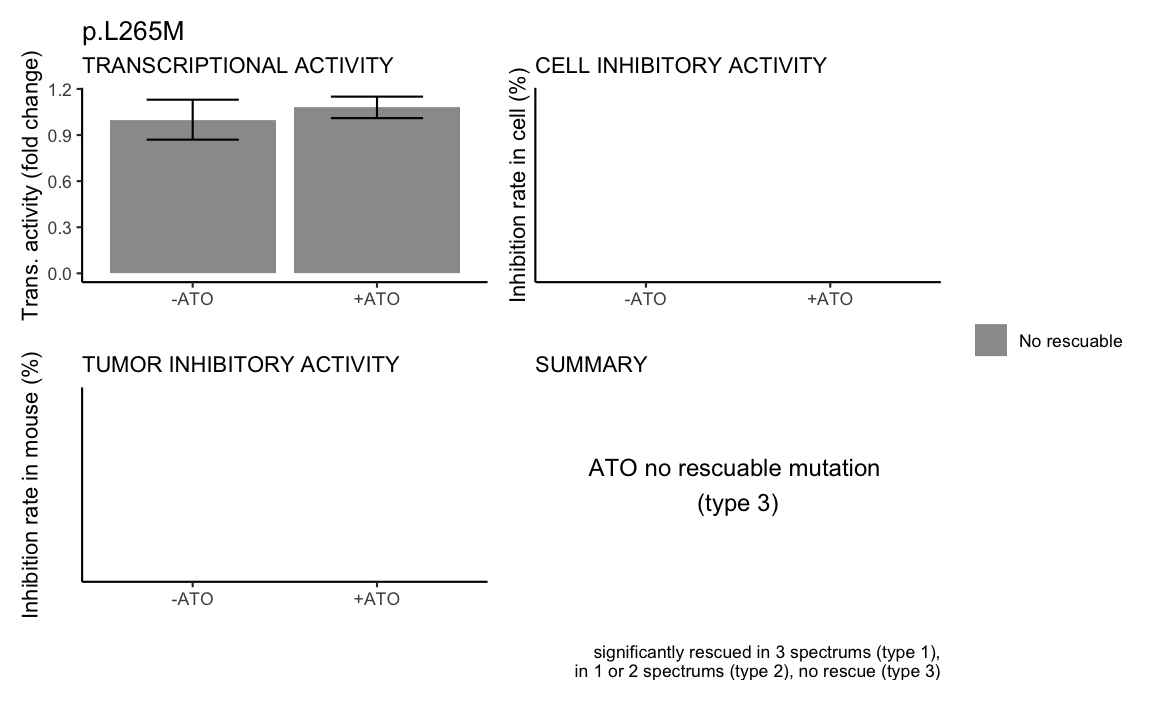 p.L265M
TRANSCRIPTIONAL ACTIVITY
Trans. activity (fold change)
1.2
0.9
0.6
0.3
0.0
-ATO
+ATO
CELL INHIBITORY ACTIVITY
Inhibition rate in cell (%)
-ATO
+ATO
No rescuable
TUMOR INHIBITORY ACTIVITY
Inhibition rate in mouse (%)
-ATO
+ATO
SUMMARY
ATO no rescuable mutation
(type 3)
significantly rescued in 3 spectrums (type 1),
in 1 or 2 spectrums (type 2), no rescue (type 3)